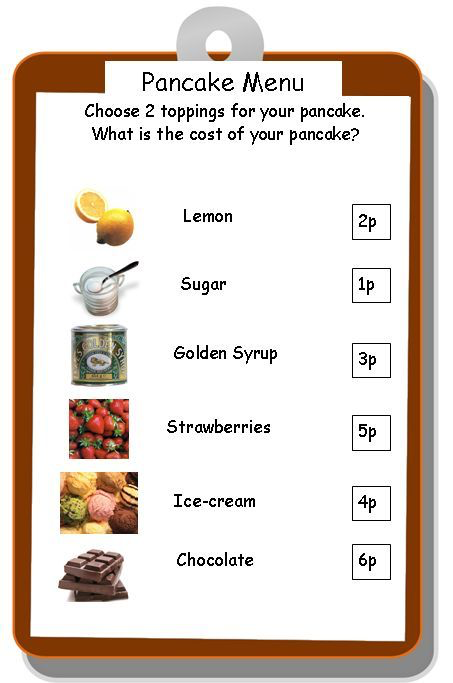 Pancake Menu
Choose 2 toppings for your pancake.
What is the cost of your pancake?
Lemon 2p
Sugar 1p
Golden Syrup 3p
Strawberries 5p
Ice-cream 4p
Chocolate 6p